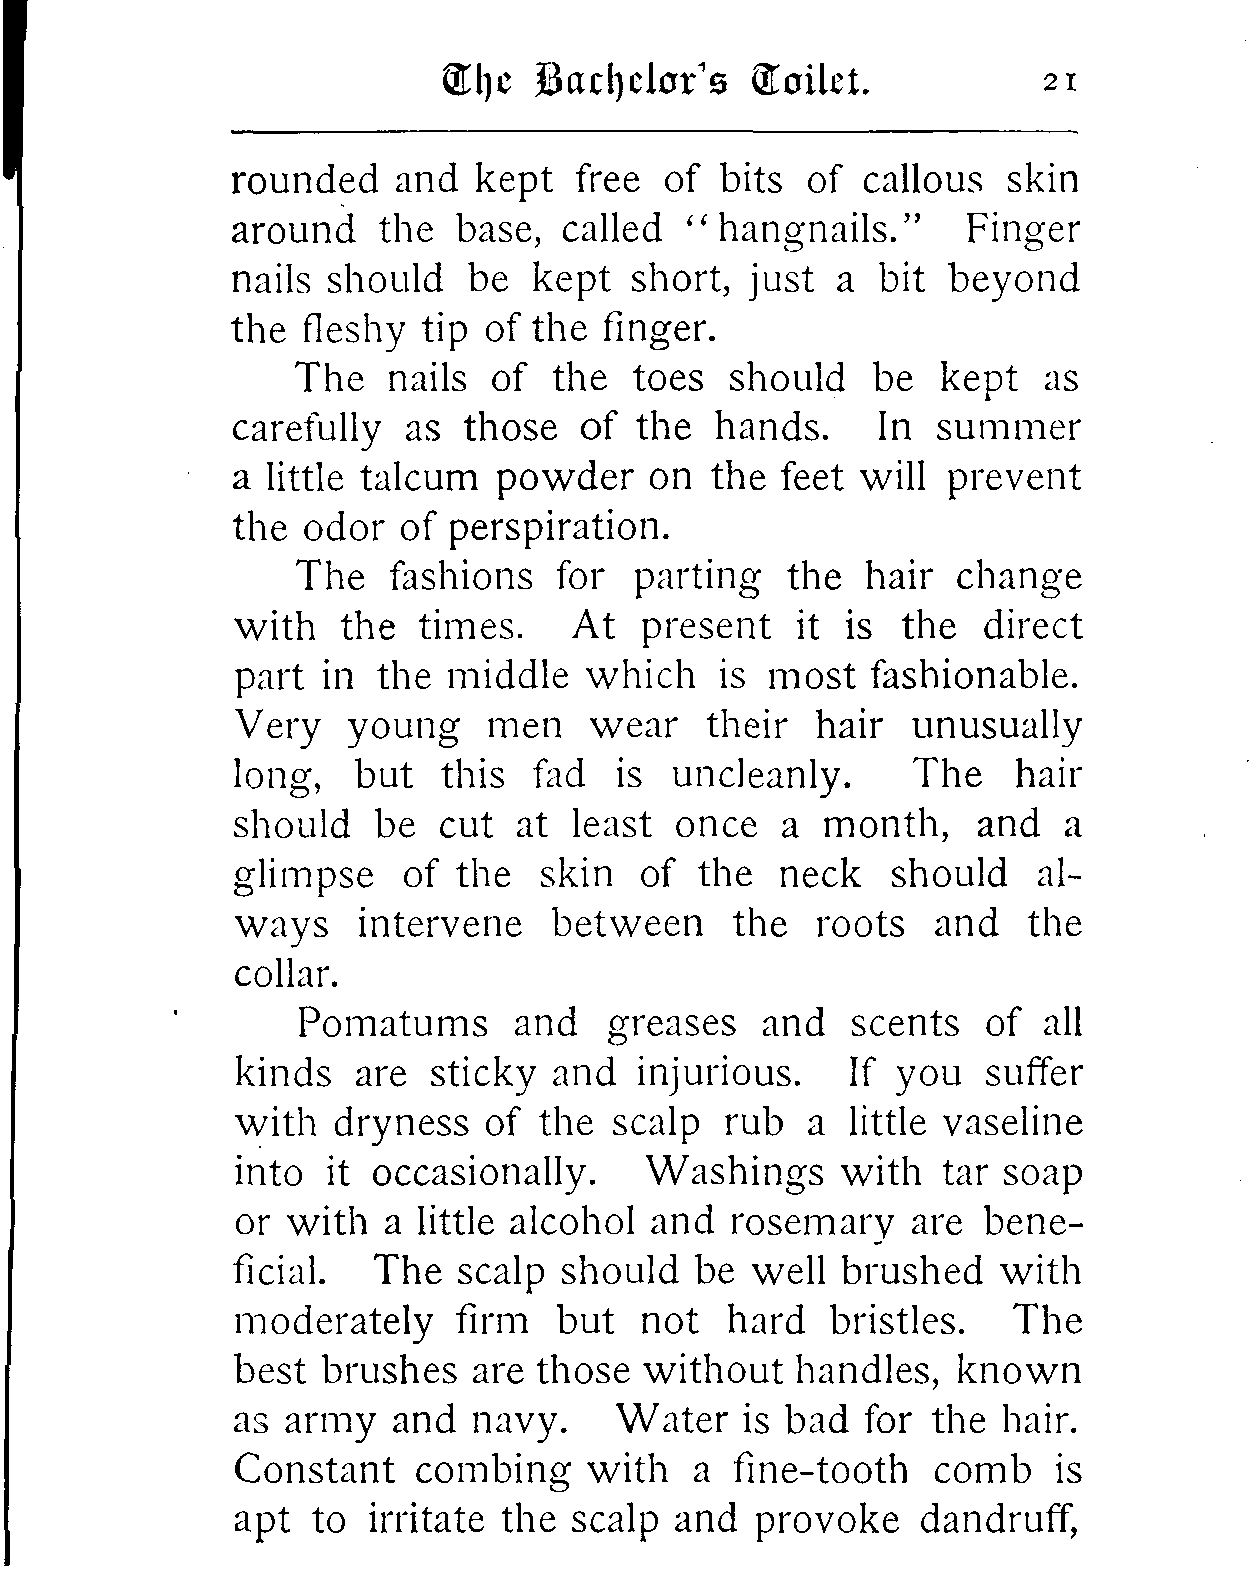 The Bachelor's Toilet. 21
rounded and kept free of bits of callous skin
around the base, called “hangnails.” Finger
nails should be kept short, just a bit beyond
the fleshy tip of the finger.
The nails of the toes should be kept as
carefully as those of the hands. In summer
a little talcum powder on the feet will prevent
the odor of perspiration.
The fashions for parting the hair change
with the times. At present it is the direct
part in the middle which is most fashionable.
Very young men wear their hair unusually
long, but this fad is uncleanly. The hair
should be cut at least once a month, and a
glimpse of the skin of the neck should al-
ways intervene between the roots and the
collar.
Pomatums and greases and scents of all
kinds are sticky and injurious. If you suffer
with dryness of the scalp rub a little vaseline
into it occasionally. Washings with tar soap
or with a little alcohol and rosemary are bene-
ficial. The scalp should be well brushed with
moderately firm but not hard bristles. The
best brushes are those without handles, known
as army and navy. Water is bad for the hair.
Constant combing with a fine-tooth comb is
apt to irritate the scalp and provoke dandruff,